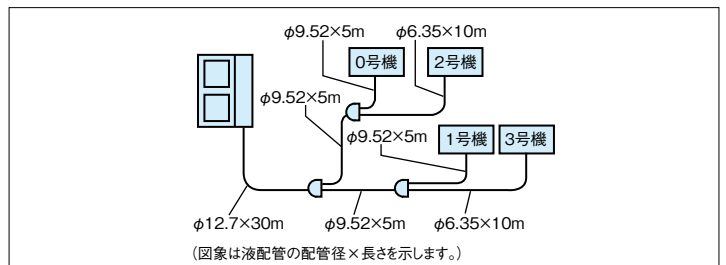 φ9.52×5m
φ6.35×10m
0号機
2号機
φ9.52×5m
φ9.52×5m
1号機
3号機
φ12.7×30m
φ9.52×5m
φ6.35×10m
(図象は液配管の配管径×長さを示します。)